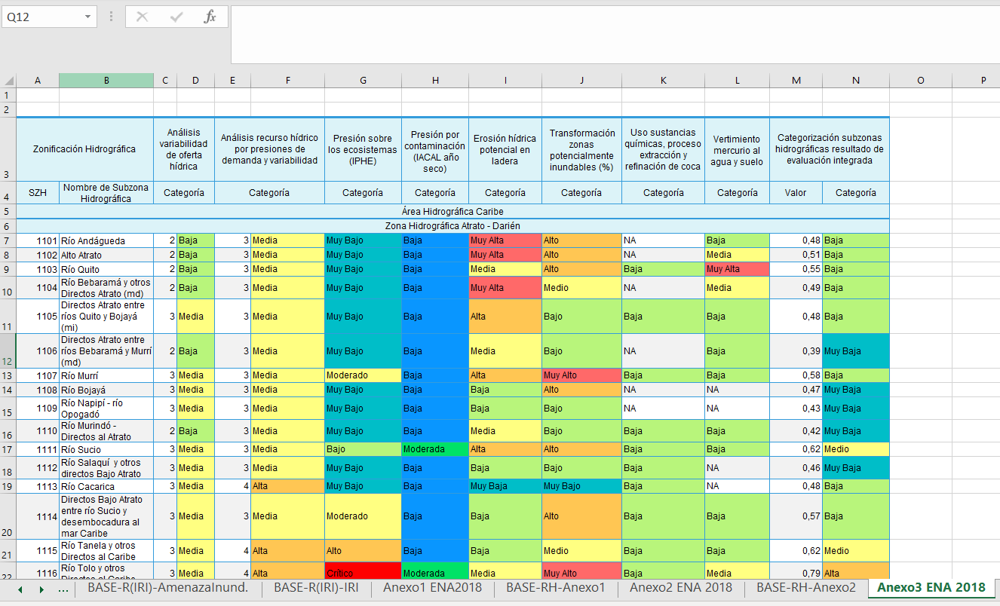 Q12
fx
A B C D E F G H I J K L M N O P
1
2
3 Zonificación Hidrográfica Análisis variabilidad de oferta hídrica Análisis recurso hídrico por presiones de demanda y variabilidad Presión sobre los ecosistemas (IPHE) Presión por contaminación (IACAL año seco) Erosión hídrica potencial en ladera Transformación zonas potencialmente inundables (%) Uso sustancias químicas, proceso extracción y refinación de coca Vertimiento mercurio al agua y suelo Categorización subzonas hidrográficas resultado de evaluación integrada
4 SZH Nombre de Subzona Hidrográfica Categoría Categoría Categoría Categoría Categoría Categoría Categoría Categoría Valor Categoría
5 Área Hidrográfica Caribe
6 Zona Hidrográfica Atrato - Darién
7 1101 Río Andágueda 2 Baja 3 Media Muy Bajo Baja Muy Alta Alto NA Baja 0,48 Baja
8 1102 Alto Atrato 2 Baja 3 Media Muy Bajo Baja Muy Alta Alto NA Media 0,51 Baja
9 1103 Río Quito 2 Baja 3 Media Muy Bajo Baja Media Alto Baja Muy Alta 0,55 Baja
10 1104 Río Bebaramá y otros Directos Atrato (md) 2 Baja 3 Media Muy Bajo Baja Muy Alta Medio NA Media 0,49 Baja
11 1105 Directos Atrato entre ríos Quito y Bojayá (mi) 3 Media 3 Media Muy Bajo Baja Alta Bajo Baja Baja 0,48 Baja
12 1106 Directos Atrato entre ríos Bebaramá y Murrí (md) 2 Baja 3 Media Muy Bajo Baja Media Bajo NA Baja 0,39 Muy Baja
13 1107 Río Murrí 3 Media 3 Media Moderado Baja Alta Muy Alto Baja Baja 0,58 Baja
14 1108 Río Bojayá 3 Media 3 Media Muy Bajo Baja Baja Alto NA NA 0,47 Muy Baja
15 1109 Río Napipí - río Opogadó 3 Media 3 Media Muy Bajo Baja Baja Bajo NA NA 0,43 Muy Baja
16 1110 Río Murindó - Directos al Atrato 2 Baja 3 Media Muy Bajo Baja Media Bajo Baja Baja 0,42 Muy Baja
17 1111 Río Sucio 3 Media 3 Media Bajo Moderada Alta Alto Baja Baja 0,62 Medio
18 1112 Río Salaquí y otros directos Bajo Atrato 3 Media 3 Media Muy Bajo Baja Baja Bajo Baja NA 0,46 Muy Baja
19 1113 Río Cacarica 3 Media 4 Alta Muy Bajo Baja Muy Baja Muy Bajo Baja NA 0,48 Baja
20 1114 Directos Bajo Atrato entre río Sucio y desembocadura al mar Caribe 3 Media 3 Media Moderado Baja Baja Alto Baja Baja 0,57 Baja
21 1115 Río Tanela y otros Directos al Caribe 3 Media 4 Alta Alto Baja Baja Medio Baja Baja 0,62 Medio
22 1116 Río Tolo y otros Directos al Caribe 3 Media 4 Alta Crítico Moderada Media Muy Alto Baja Media 0,79 Alta
... BASE-R(IRI)-AmenazaInund. BASE-R(IRI)-IRI Anexo1 ENA2018 BASE-RH-Anexo1 Anexo2 ENA 2018 BASE-RH-Anexo2 Anexo3 ENA 2018